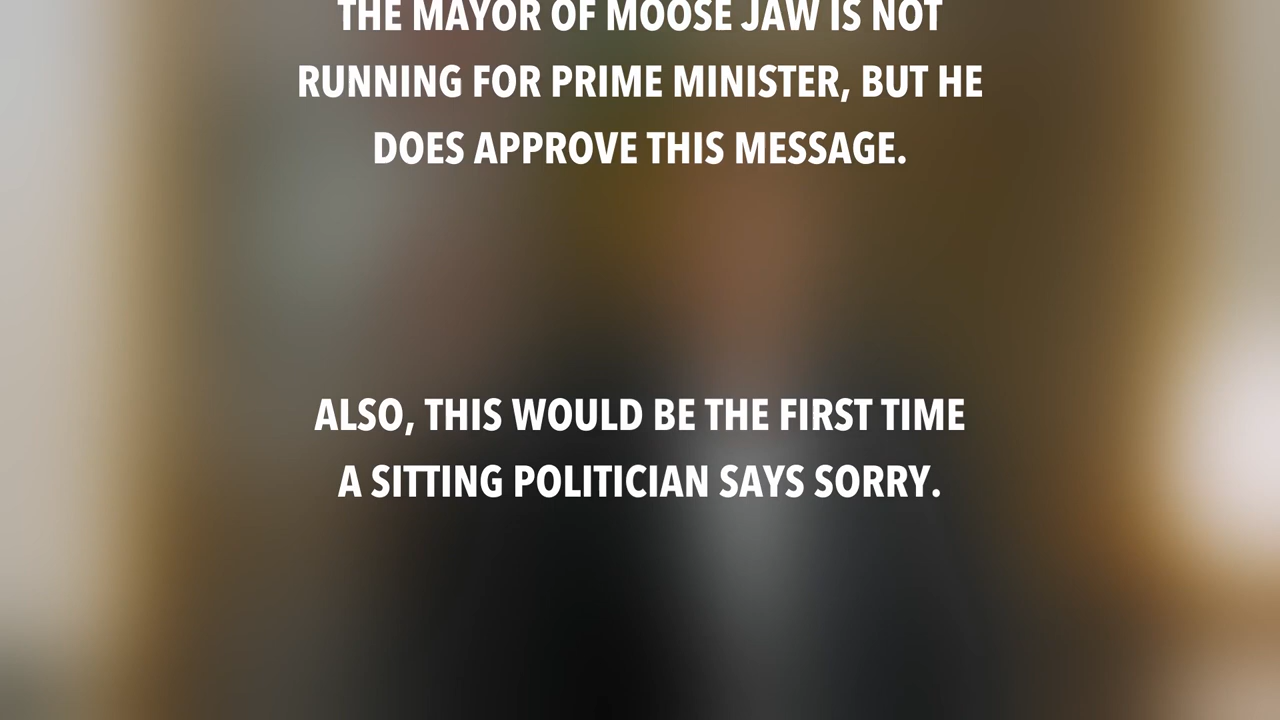 THE MAYOR OF MOOSE JAW IS NOT
RUNNING FOR PRIME MINISTER, BUT HE
DOES APPROVE THIS MESSAGE.
ALSO, THIS WOULD BE THE FIRST TIME
A SITTING POLITICIAN SAYS SORRY.